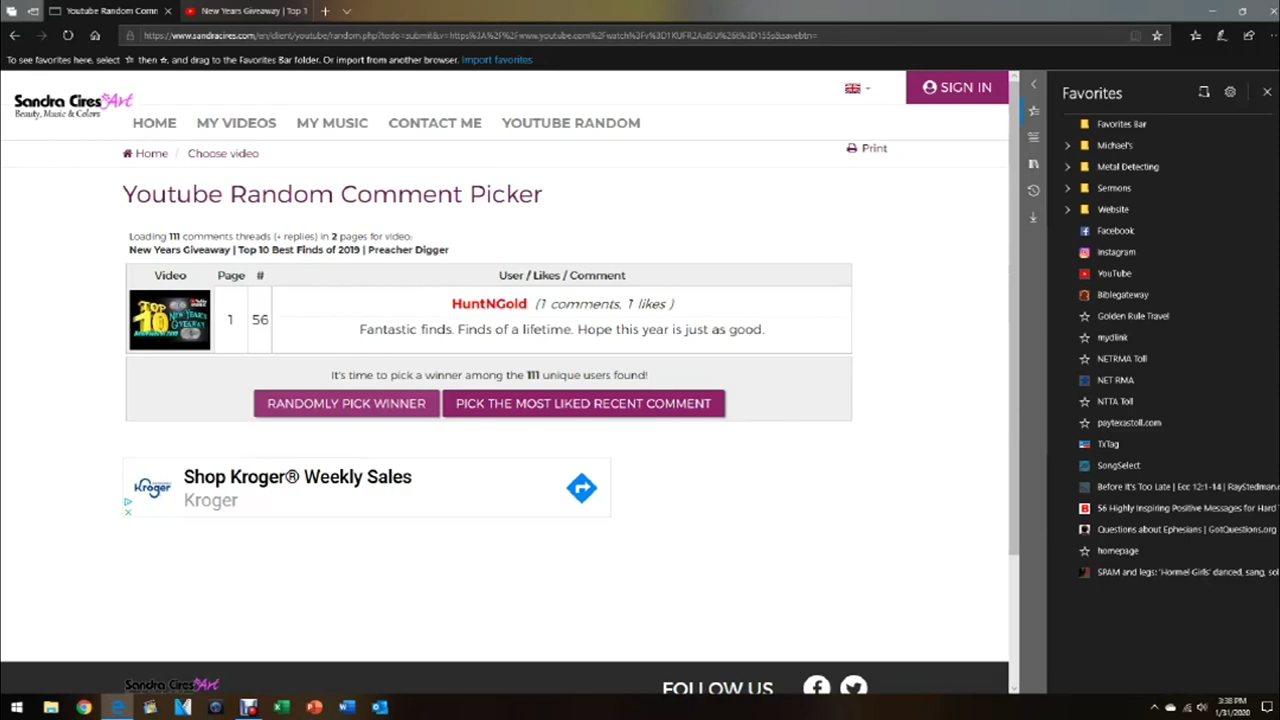 Youtube Random Comm
New Years Giveaway | Top 1
To see favorites here, select ☆ then ☆, and drag to the Favorites Bar folder. Or import from another browser. Import favorites
Sandra Cires Art
Beauty, Music & Colors
SIGN IN
HOME
MY VIDEOS
MY MUSIC
CONTACT ME
YOUTUBE RANDOM
Home / Choose video
Print
Youtube Random Comment Picker
Loading 111 comments threads (+ replies) in 2 pages for video:
New Years Giveaway | Top 10 Best Finds of 2019 | Preacher Digger
Video Page # User / Likes / Comment
TOP 10
NEW YEAR'S
GIVEAWAY
1 56
HuntNGold (1 comments, 1 likes )
Fantastic finds. Finds of a lifetime. Hope this year is just as good.
It's time to pick a winner among the 111 unique users found!
RANDOMLY PICK WINNER
PICK THE MOST LIKED RECENT COMMENT
Kroger
Shop Kroger® Weekly Sales
Kroger
Sandra Cires Art
FOLLOW US
Favorites
Favorites Bar
Michael's
Metal Detecting
Sermons
Website
Facebook
Instagram
YouTube
Biblegateway
Golden Rule Travel
mydlink
NETRMA Toll
NET RMA
NTTA Toll
paytexastoll.com
TxTag
SongSelect
Before It's Too Late | Ecc 12:1-14 | RayStedman.
56 Highly Inspiring Positive Messages for Hard
Questions about Ephesians | GotQuestions.org
homepage
SPAM and legs: 'Hormel Girls' danced, sang, sol
3:38 PM
1/31/2020